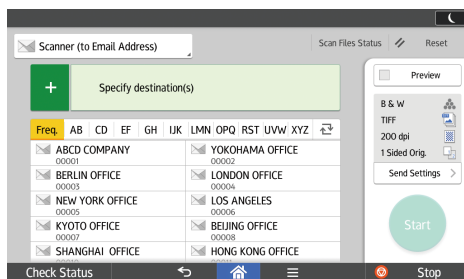 Scanner (to Email Address)
Scan Files Status
Reset
+
Specify destination(s)
Preview
B & W
TIFF
200 dpi
1 Sided Orig.
Send Settings
Start
Freq. AB CD EF GH IJK LMN OPQ RST UVW XYZ
ABCD COMPANY
00001
YOKOHAMA OFFICE
00002
BERLIN OFFICE
00003
LONDON OFFICE
00004
NEW YORK OFFICE
00005
LOS ANGELES
00006
KYOTO OFFICE
00007
BEIJING OFFICE
00008
SHANGHAI OFFICE
HONG KONG OFFICE
Check Status
Stop